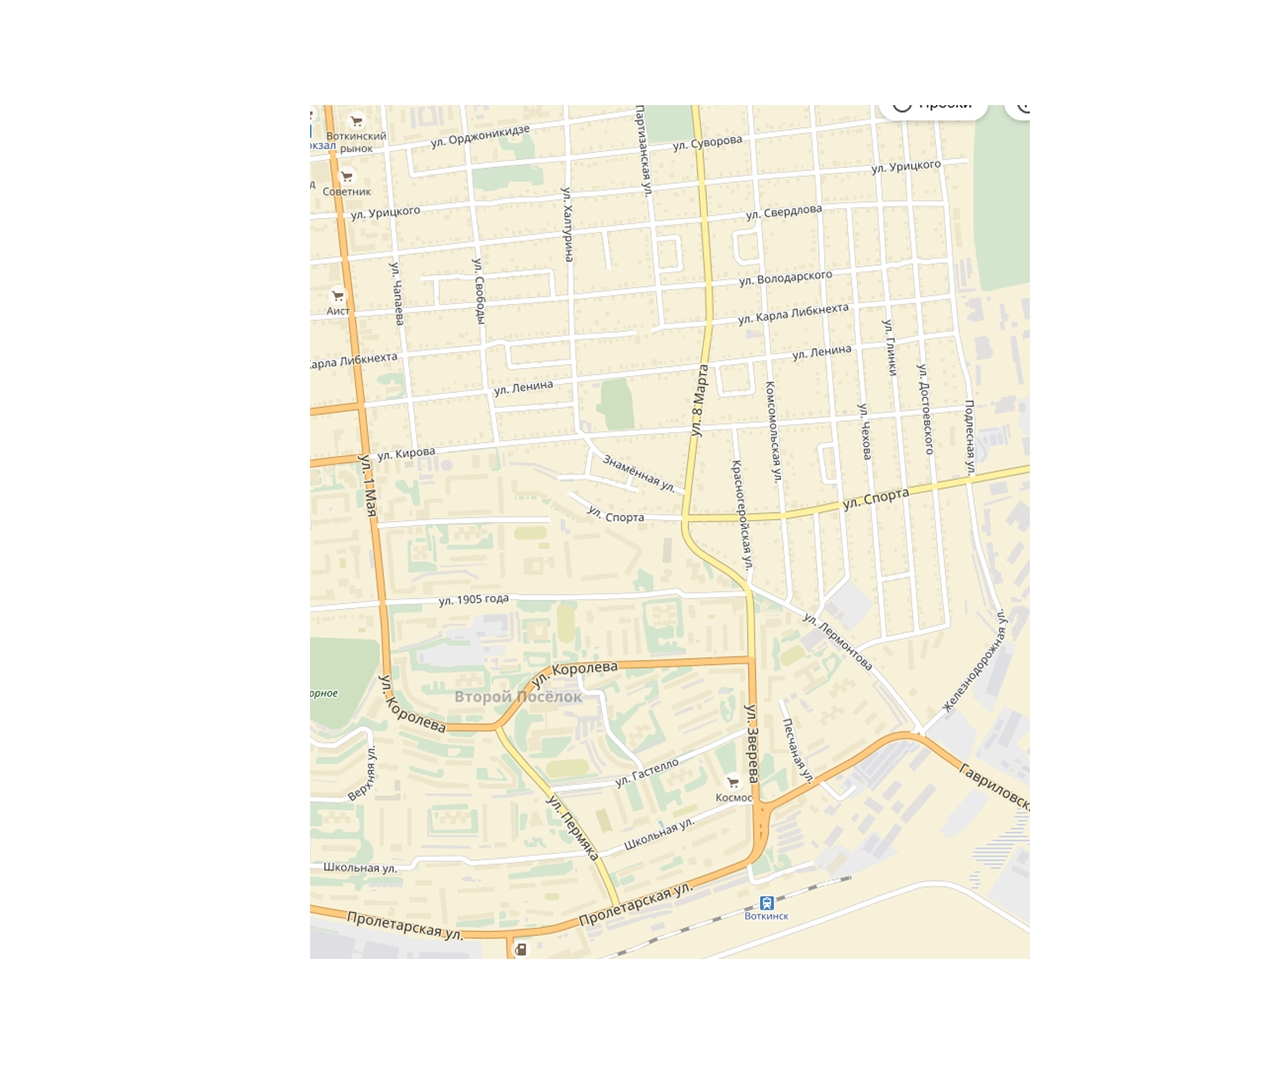 Воткинский
рынок
Советник
Аист
ул. Орджоникидзе
Партизанская ул.
ул. Суворова
ул. Урицкого
ул. Урицкого
ул. Свердлова
ул. Халтурина
ул. Чапаева
ул. Свободы
ул. Володарского
ул. Карла Либкнехта
арла Либкнехта
ул. Ленина
ул. Ленина
ул. Глинки
ул. Достоевского
ул. 8 Марта
Комсомольская ул.
ул. Чехова
Подлесная ул.
ул. Кирова
ул. 1 Мая
Знамённая ул.
Красногеройская ул.
ул. Спорта
ул. Спорта
ул. 1905 года
ул. Лермонтова
Железнодорожная ул.
орное
ул. Королева
ул. Королева
Второй Посёлок
ул. Зверева
Песчаная ул.
Верхняя ул.
ул. Гастелло
Космос
Гавриловск
ул. Пермяка
Школьная ул.
Школьная ул.
Пролетарская ул.
Пролетарская ул.
Воткинск